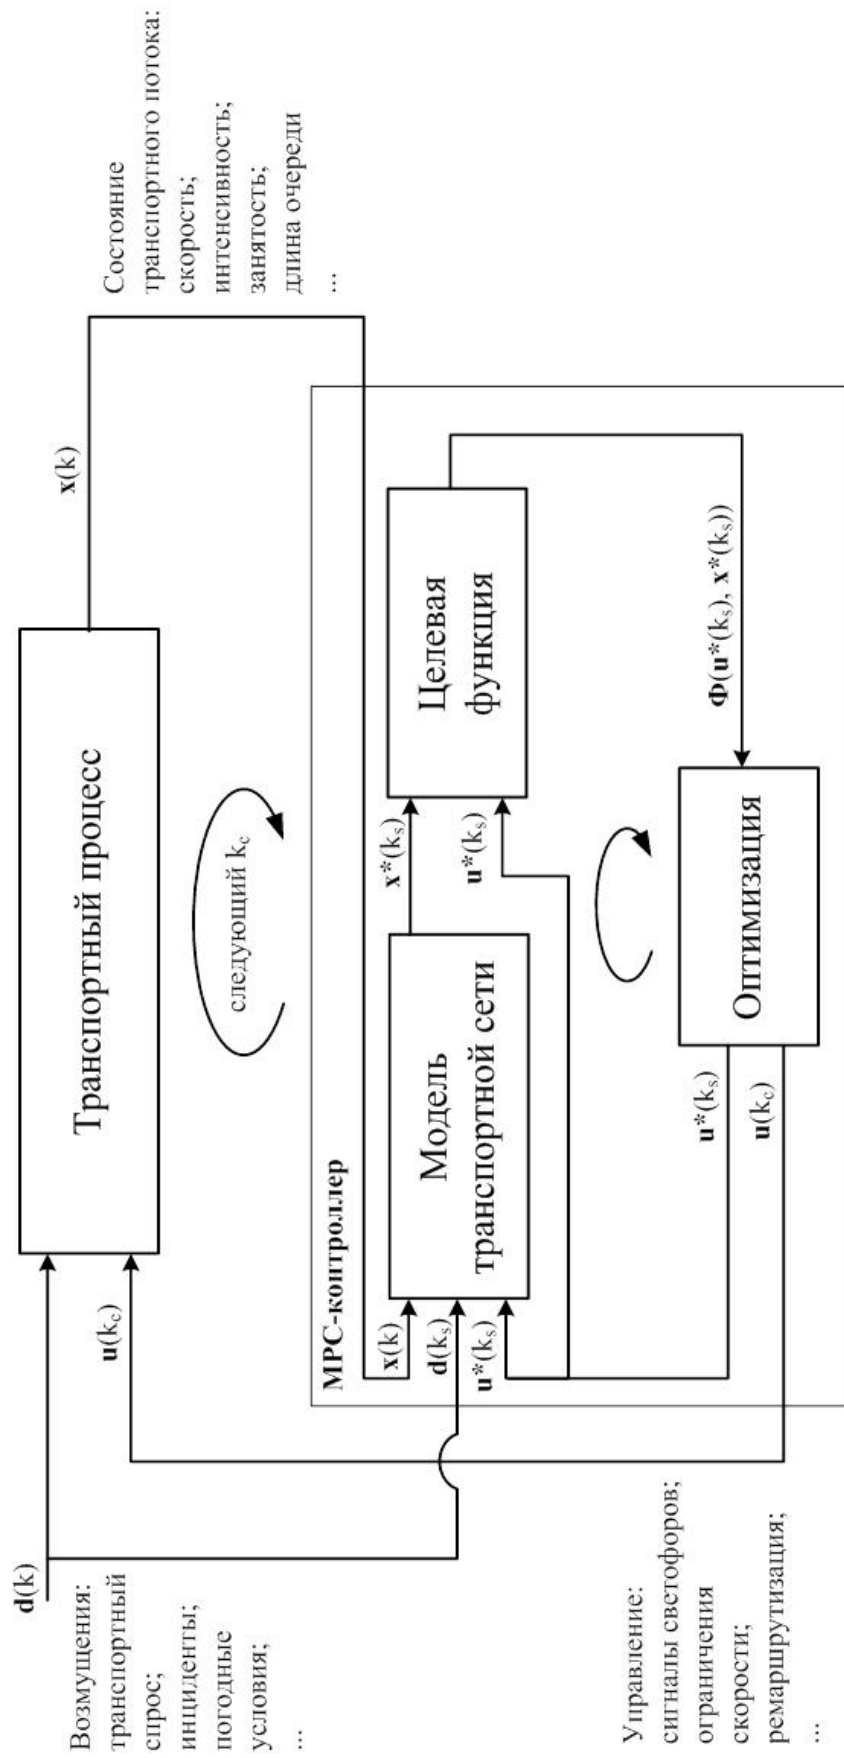 d(k)
Возмущения:
транспортный
спрос;
инциденты;
погодные
условия;
...
u(k_c)
Транспортный процесс
x(k)
Состояние
транспортного потока:
скорость;
интенсивность;
занятость;
длина очереди
...
следующий k_c
MPC-контроллер
x(k)
d(k_s)
u*(k_s)
Модель
транспортной сети
x*(k_s)
u*(k_s)
Целевая
функция
u*(k_s)
u(k_c)
Оптимизация
Φ(u*(k_s), x*(k_s))
Управление:
сигналы светофоров;
ограничения
скорости;
ремаршрутизация;
...